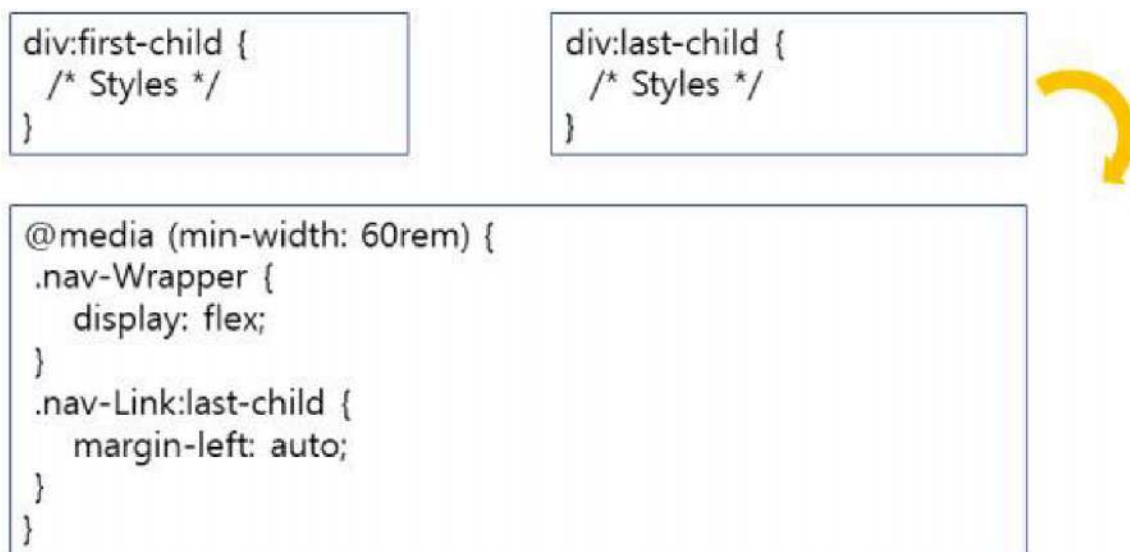 div:first-child {
/* Styles */
}
div:last-child {
/* Styles */
}
@media (min-width: 60rem) {
.nav-Wrapper {
display: flex;
}
.nav-Link:last-child {
margin-left: auto;
}
}